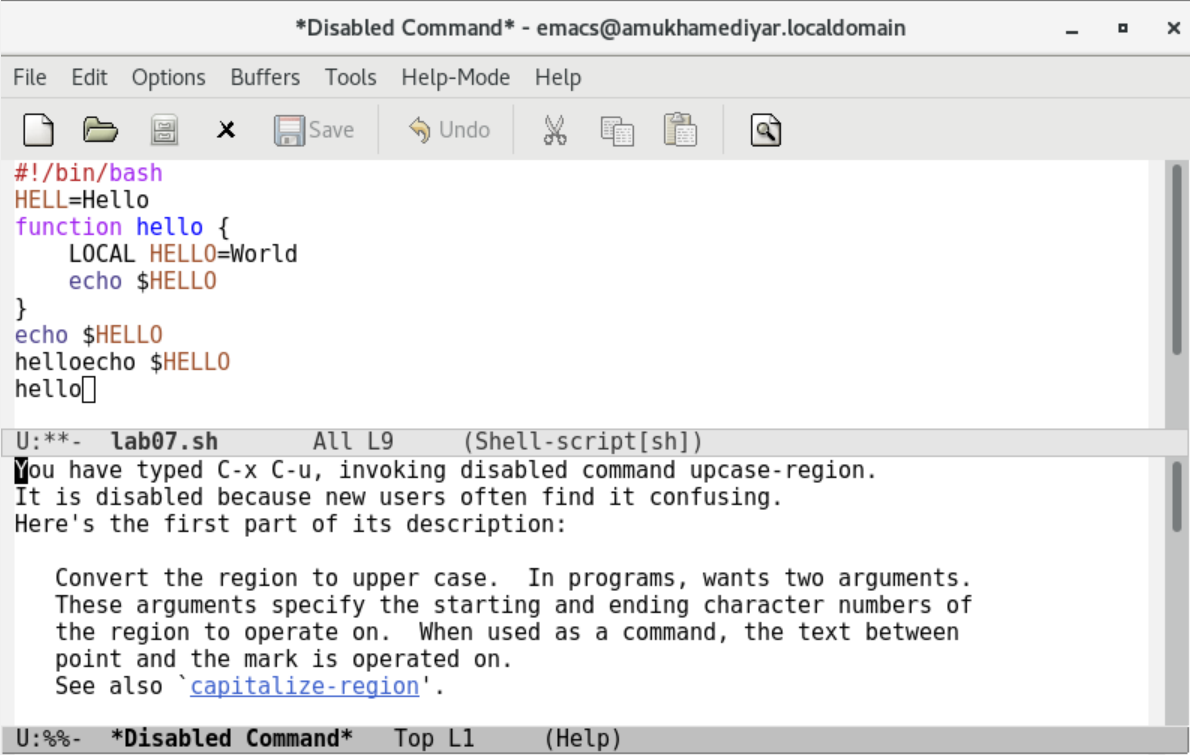 *Disabled Command* - emacs@amukhamediyar.localdomain
File Edit Options Buffers Tools Help-Mode Help
Save Undo
#!/bin/bash
HELL=Hello
function hello {
    LOCAL HELLO=World
    echo $HELLO
}
echo $HELLO
helloecho $HELLO
hello
U:**-  lab07.sh       All L9     (Shell-script[sh])
You have typed C-x C-u, invoking disabled command upcase-region.
It is disabled because new users often find it confusing.
Here's the first part of its description:
   Convert the region to upper case.  In programs, wants two arguments.
   These arguments specify the starting and ending character numbers of
   the region to operate on.  When used as a command, the text between
   point and the mark is operated on.
   See also `capitalize-region'.
U:%%-  *Disabled Command*   Top L1     (Help)